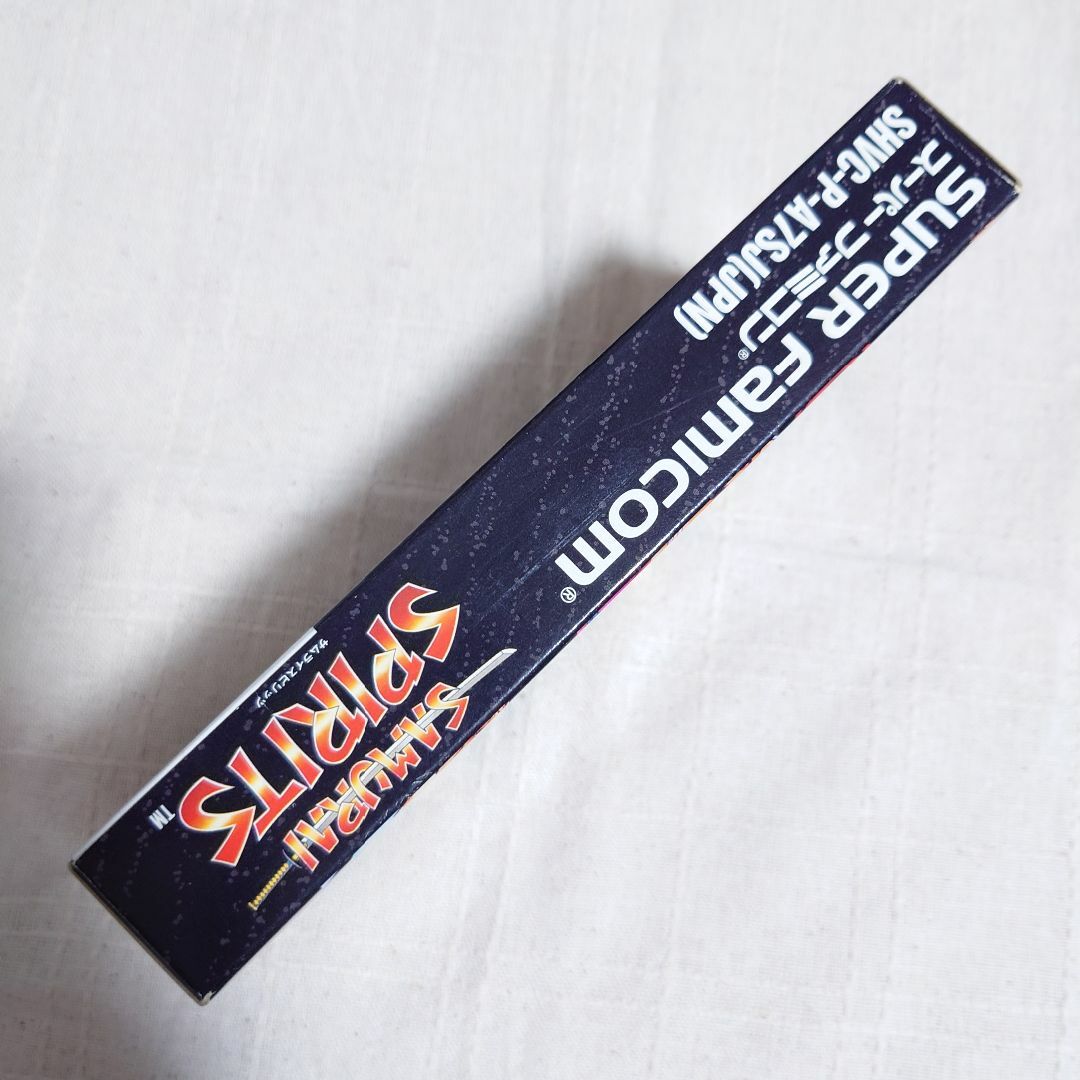 SUPER Famicom®
スーパーファミコン®
SHVC-P-A7SJ(JPN)
SAMURAI
SPIRITS™
サムライスピリッツ